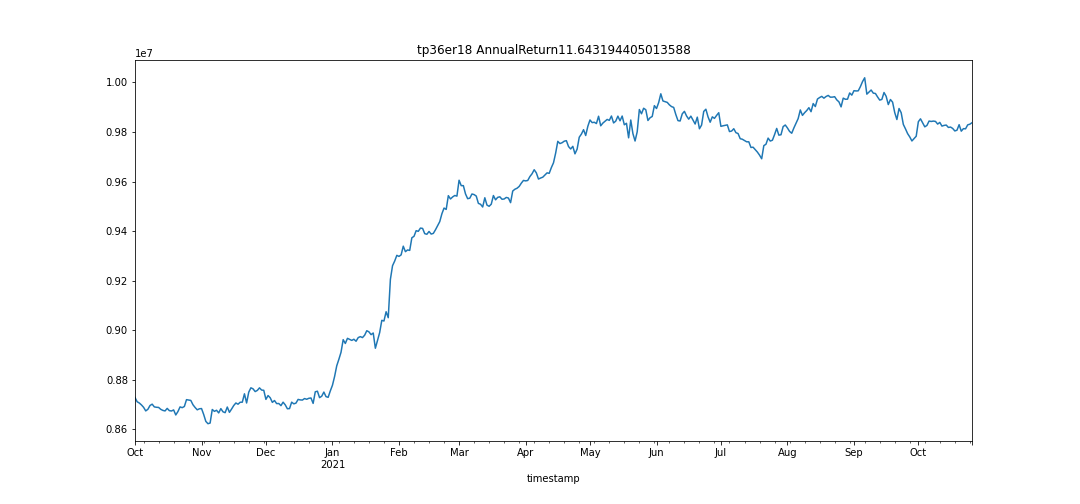 tp36er18 AnnualReturn11.643194405013588
1e7
1.00
0.98
0.96
0.94
0.92
0.90
0.88
0.86
Oct Nov Dec Jan Feb Mar Apr May Jun Jul Aug Sep Oct
2021
timestamp